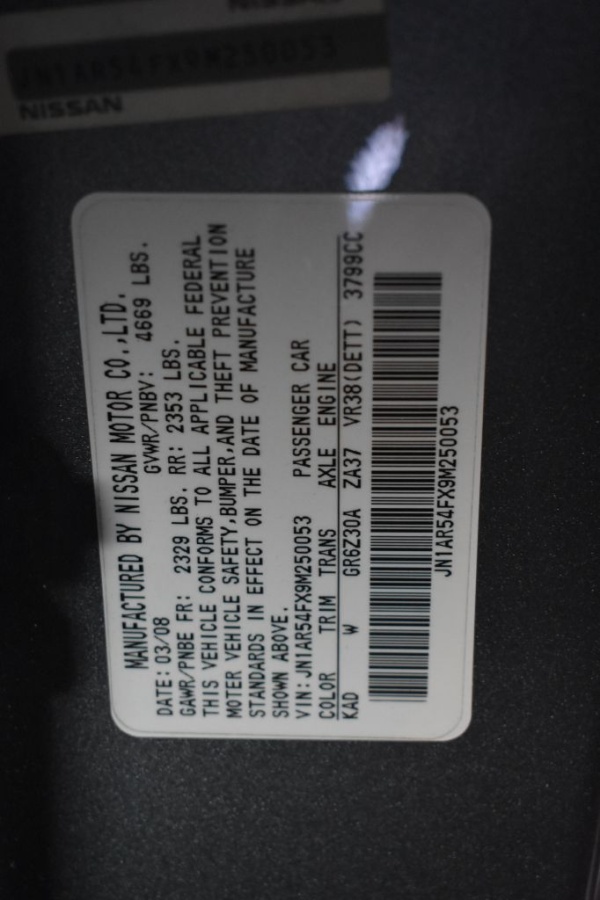 NISSAN
JN1AR54FX9M250053
NISSAN
MANUFACTURED BY NISSAN MOTOR CO.,LTD.
DATE: 03/08 GVWR/PNBV: 4669 LBS.
GAWR/PNBE FR: 2329 LBS. RR: 2353 LBS.
THIS VEHICLE CONFORMS TO ALL APPLICABLE FEDERAL
MOTER VEHICLE SAFETY,BUMPER,AND THEFT PREVENTION
STANDARDS IN EFFECT ON THE DATE OF MANUFACTURE
SHOWN ABOVE.
VIN: JN1AR54FX9M250053 PASSENGER CAR
COLOR TRIM TRANS AXLE ENGINE
KAD W GR6Z30A ZA37 VR38(DETT) 3799CC
JN1AR54FX9M250053